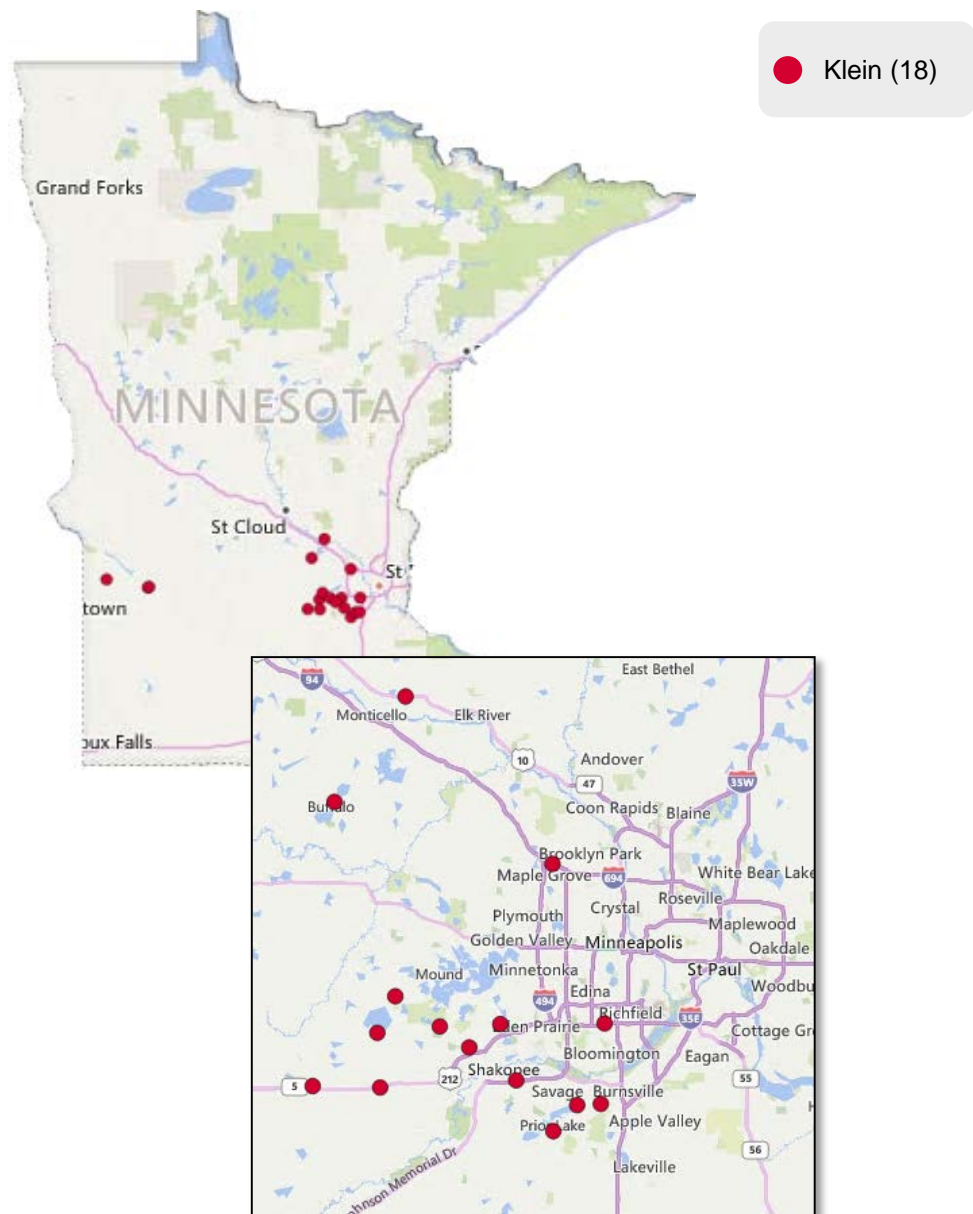 Klein (18)
Grand Forks
MINNESOTA
St Cloud
St
town
oux Falls
East Bethel
94
Monticello
Elk River
10
Andover
47
35W
Coon Rapids
Blaine
Buffalo
Brooklyn Park
Maple Grove
694
White Bear Lake
Roseville
Plymouth
Crystal
Maplewood
Golden Valley
Minneapolis
Oakdale
Mound
Minnetonka
St Paul
Woodbu
494
Edina
Richfield
35E
Eden Prairie
Cottage Gr
Bloomington
Eagan
Shakopee
212
5
55
Savage
Burnsville
Prior Lake
Apple Valley
56
Lakeville
ohnson Memorial Dr